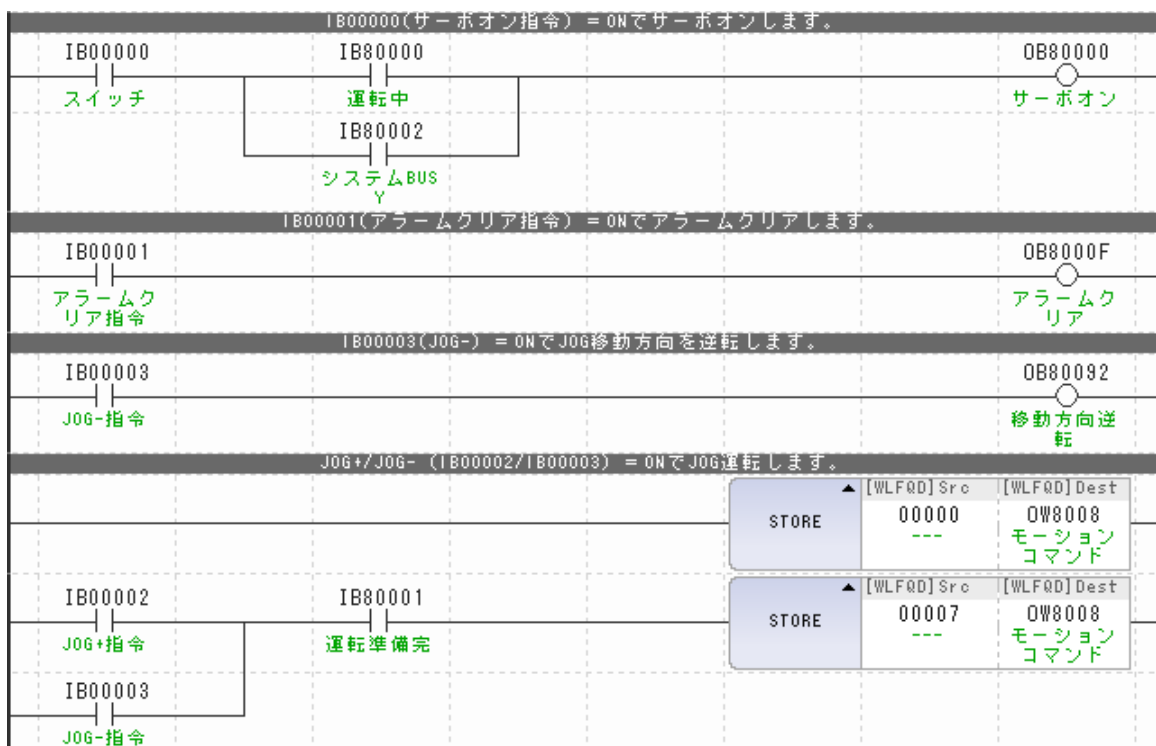 IB00000(サーボオン指令) =ONでサーボオンします。
IB00000 IB80000 OB80000
スイッチ 運転中 サーボオン
IB80002
システムBUS
Y
IB00001(アラームクリア指令) =ONでアラームクリアします。
IB00001 OB8000F
アラームク アラームク
リア指令 リア
IB00003(JOG-) =ONでJOG移動方向を逆転します。
IB00003 OB80092
JOG-指令 移動方向逆
転
JOG+/JOG- (IB00002/IB00003) =ONでJOG運転します。
[WLFQD]Src [WLFQD]Dest
STORE 00000 OW8008
--- モーション
コマンド
[WLFQD]Src [WLFQD]Dest
IB00002 IB80001 STORE 00007 OW8008
JOG+指令 運転準備完 --- モーション
コマンド
IB00003
JOG-指令